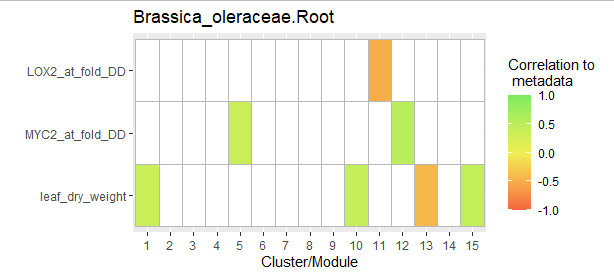 Brassica_oleraceae.Root
LOX2_at_fold_DD
MYC2_at_fold_DD
leaf_dry_weight
1 2 3 4 5 6 7 8 9 10 11 12 13 14 15
Cluster/Module
Correlation to
metadata
1.0
0.5
0.0
-0.5
-1.0